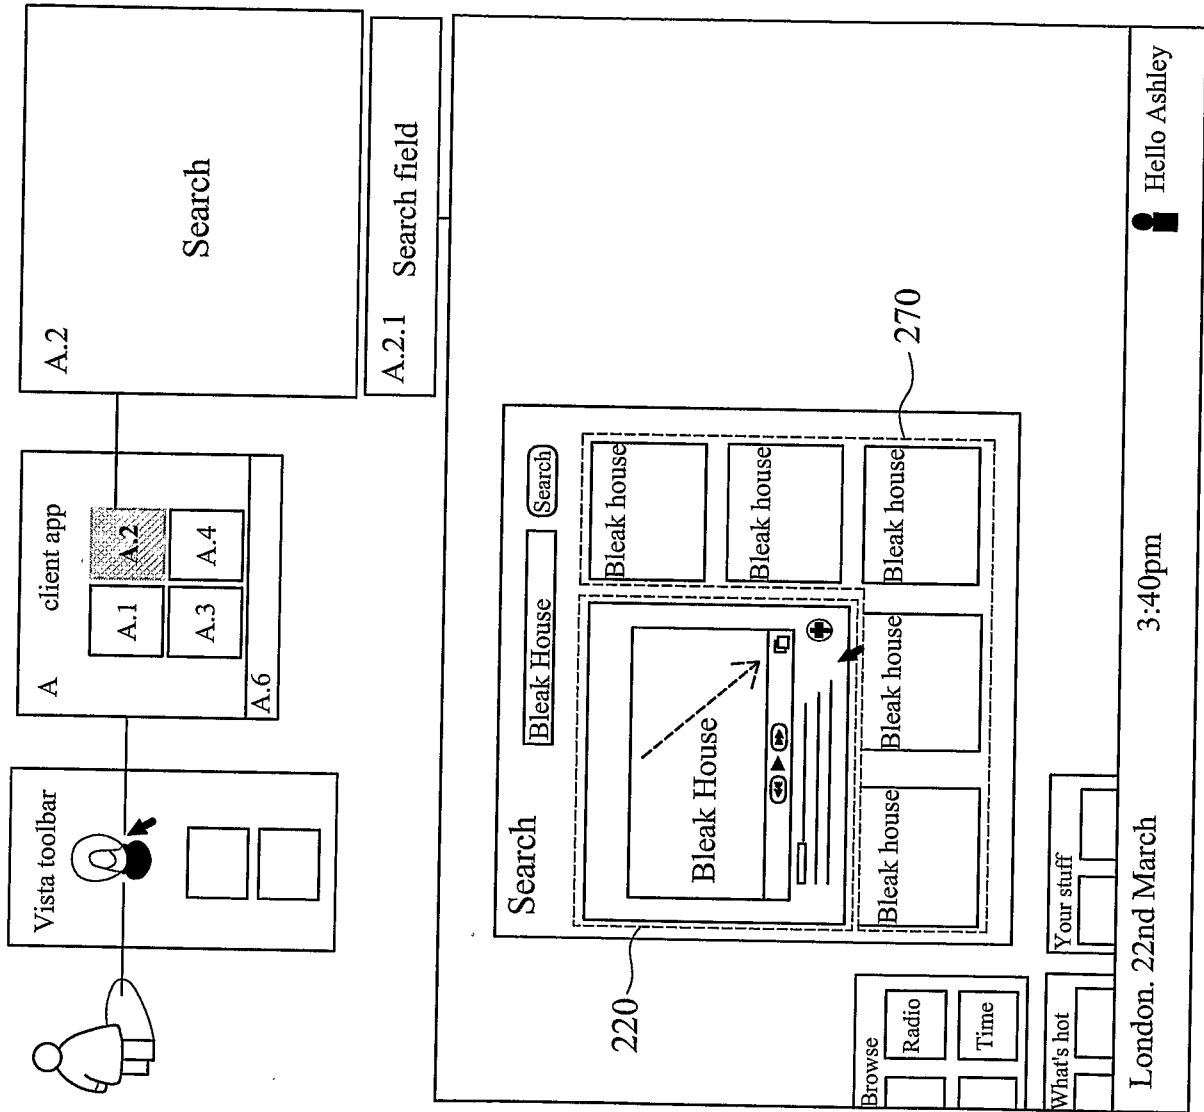 Vista toolbar
A client app
A.1
A.2
A.3
A.4
A.6
A.2
Search
A.2.1 Search field
Search
Bleak House
Search
220
Bleak House
Bleak house
Bleak house
Bleak house
Bleak house
Bleak house
270
Browse
Radio
Time
What's hot
Your stuff
London. 22nd March
3:40pm
Hello Ashley